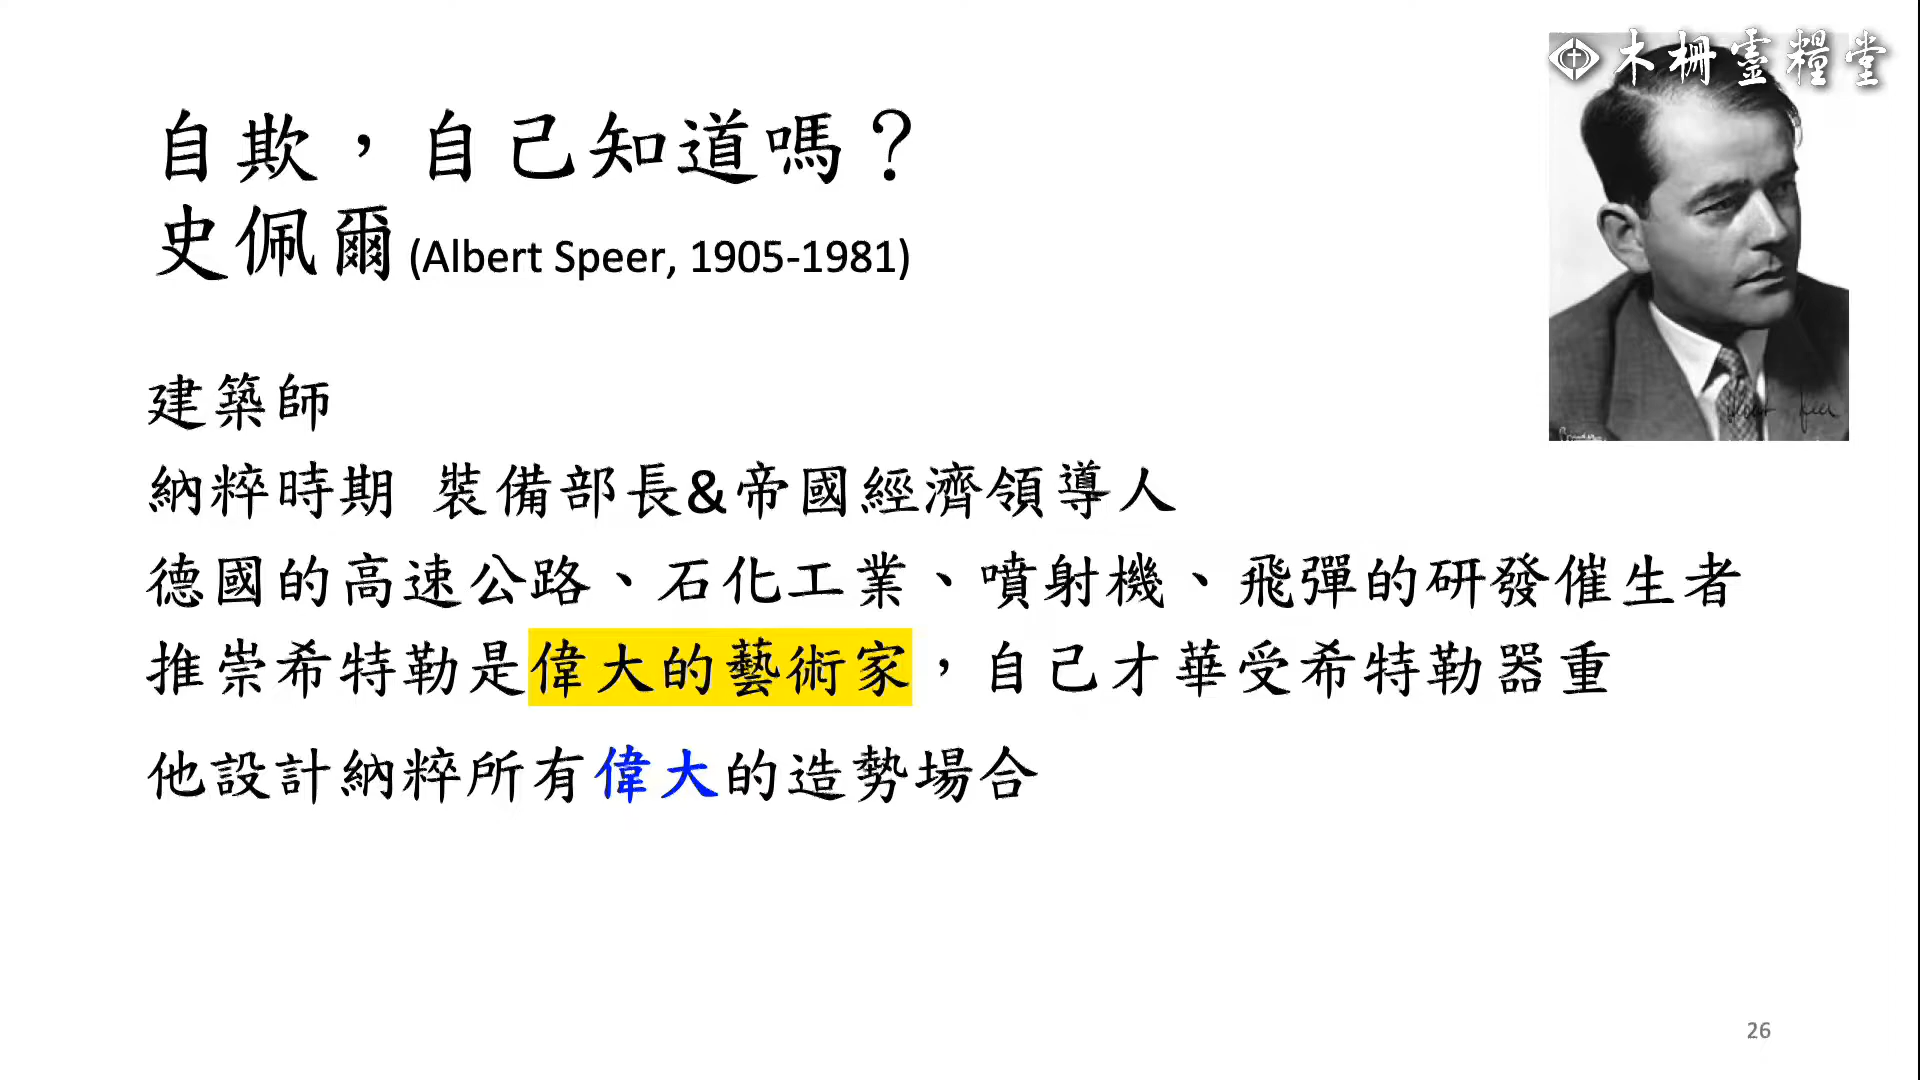 木柵靈糧堂
自欺，自己知道嗎？
史佩爾(Albert Speer, 1905-1981)
建築師
納粹時期 裝備部長&帝國經濟領導人
德國的高速公路、石化工業、噴射機、飛彈的研發催生者
推崇希特勒是偉大的藝術家，自己才華受希特勒器重
他設計納粹所有偉大的造勢場合
26